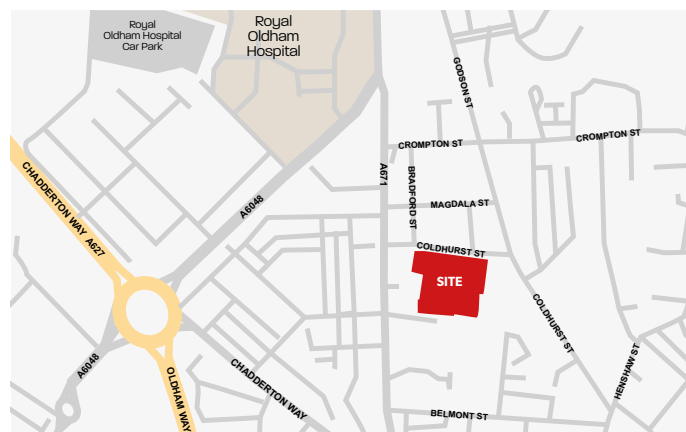 Royal
Oldham Hospital
Car Park
Royal
Oldham
Hospital
GODSON ST
CROMPTON ST
CROMPTON ST
A671
BRADFORD ST
MAGDALA ST
A6048
CHADDERTON WAY A627
COLDHURST ST
SITE
COLDHURST ST
A6048
OLDHAM WAY
CHADDERTON WAY
HENSHAW ST
BELMONT ST